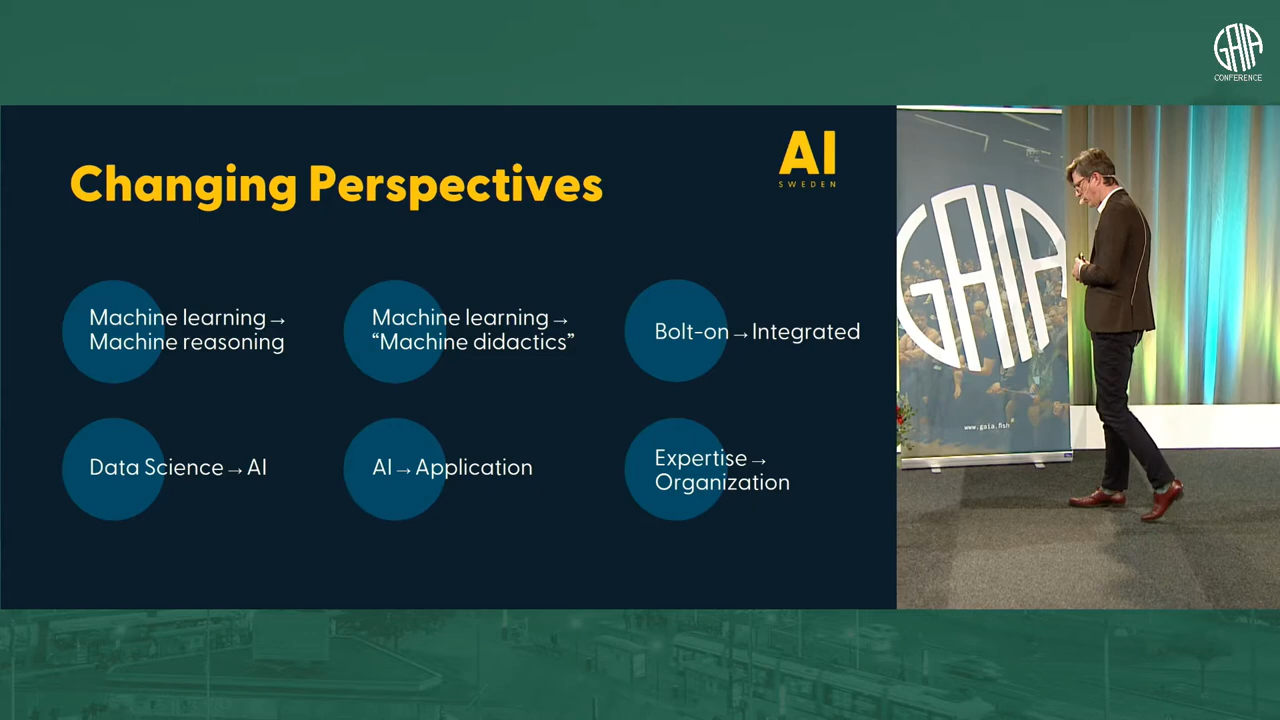 GAIA
CONFERENCE
AI
SWEDEN
Changing Perspectives
Machine learning→
Machine reasoning
Machine learning→
“Machine didactics”
Bolt-on→Integrated
Data Science→AI
AI→Application
Expertise→
Organization
GAIA
www.gaia.fish